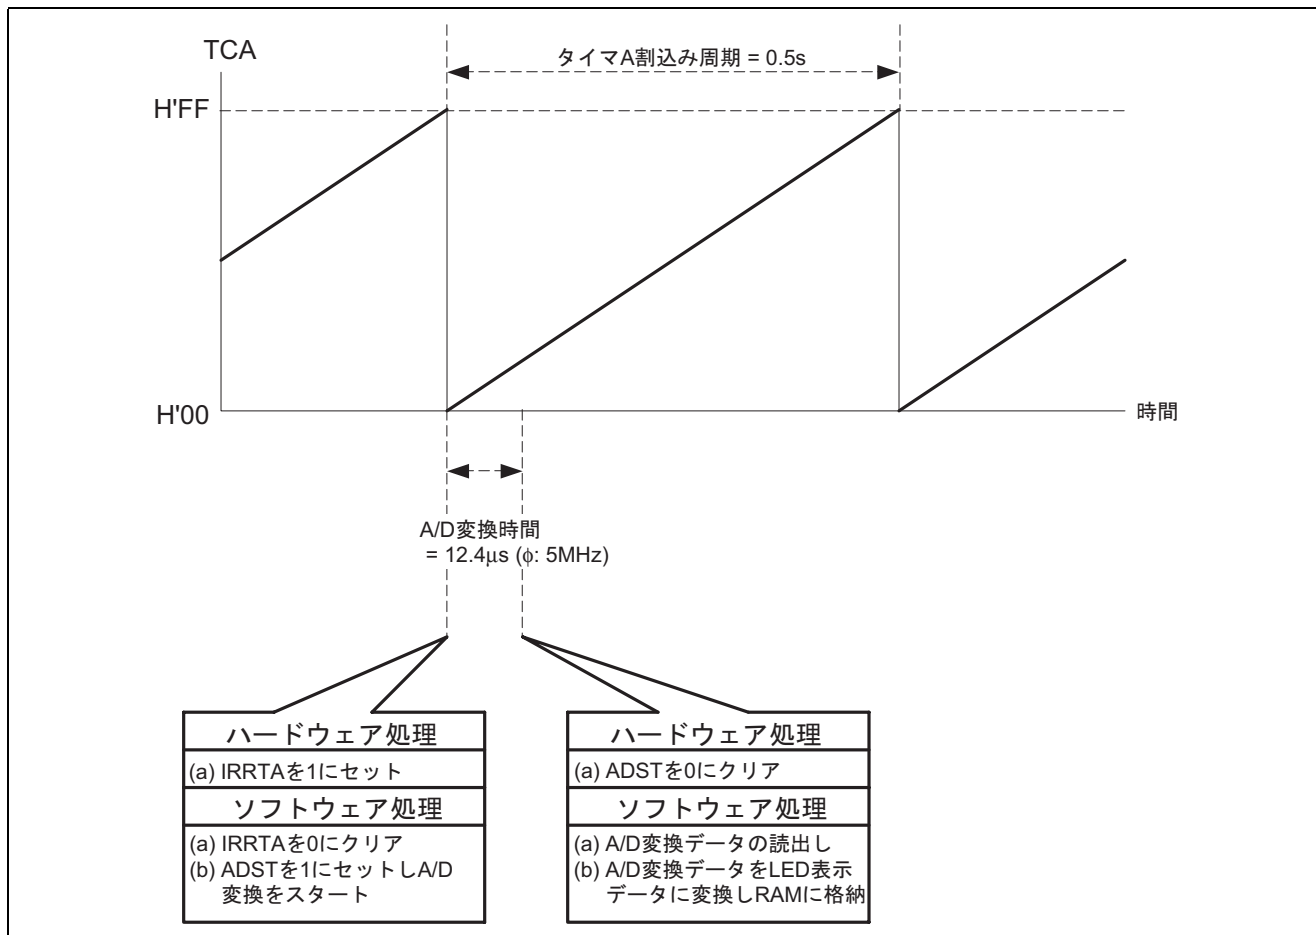 TCA
タイマA割込み周期 = 0.5s
H'FF
H'00
時間
A/D変換時間
= 12.4μs (ϕ: 5MHz)
ハードウェア処理
(a) IRRTAを1にセット
ソフトウェア処理
(a) IRRTAを0にクリア
(b) ADSTを1にセットしA/D
変換をスタート
ハードウェア処理
(a) ADSTを0にクリア
ソフトウェア処理
(a) A/D変換データの読出し
(b) A/D変換データをLED表示
データに変換しRAMに格納